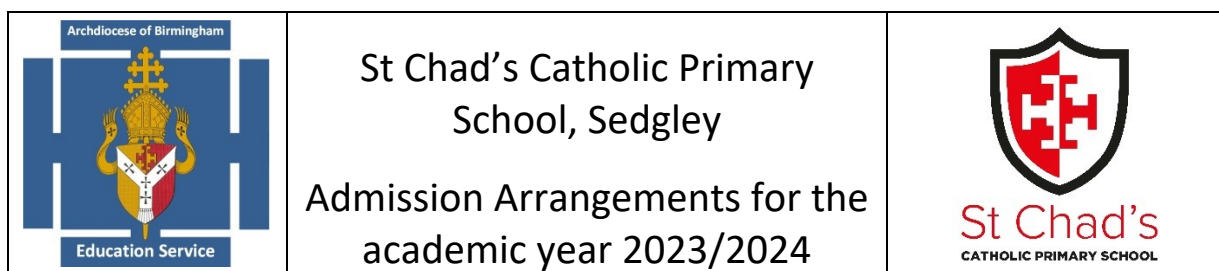 Archdiocese of Birmingham
Education Service
St Chad’s Catholic Primary
School, Sedgley
Admission Arrangements for the
academic year 2023/2024
St Chad's
CATHOLIC PRIMARY SCHOOL